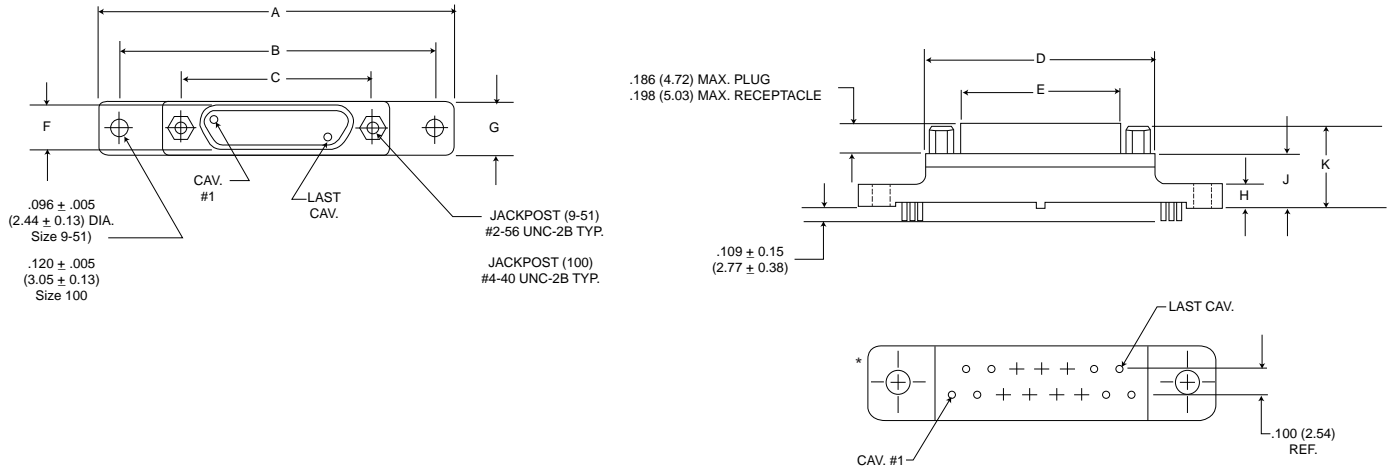 A
B
C
F
G
CAV.
#1
LAST
CAV.
.096 ± .005
(2.44 ± 0.13) DIA.
Size 9-51)
.120 ± .005
(3.05 ± 0.13)
Size 100
JACKPOST (9-51)
#2-56 UNC-2B TYP.
JACKPOST (100)
#4-40 UNC-2B TYP.
D
E
.186 (4.72) MAX. PLUG
.198 (5.03) MAX. RECEPTACLE
K
J
H
.109 ± 0.15
(2.77 ± 0.38)
LAST CAV.
*
.100 (2.54)
REF.
CAV. #1